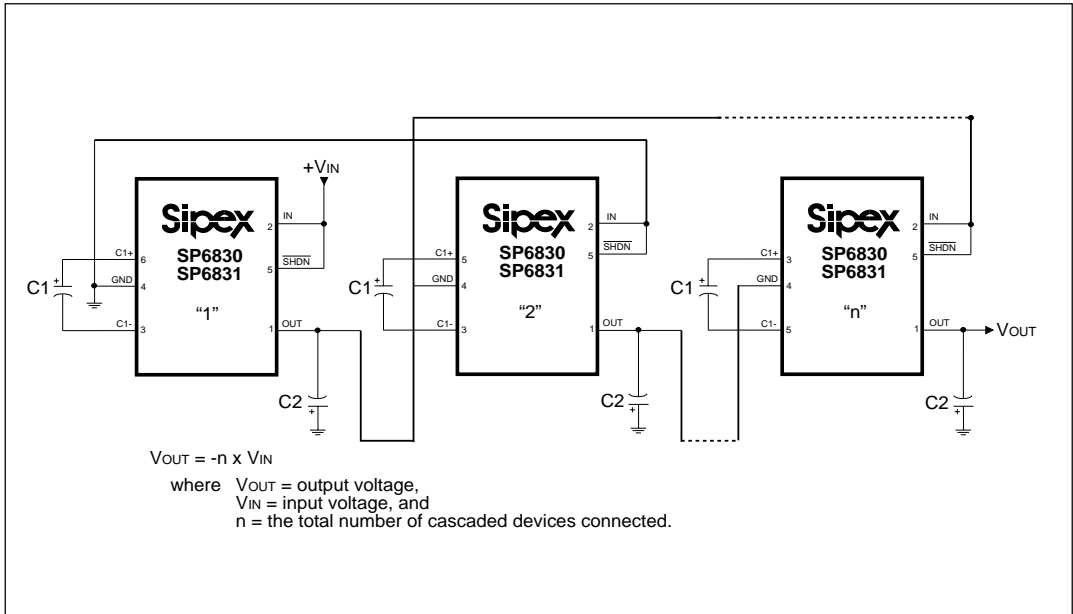 +VIN
Sipex
SP6830
SP6831
"1"
C1+
6
GND
4
C1-
3
2
IN
5
SHDN
1
OUT
C1
+
C2
+
Sipex
SP6830
SP6831
"2"
C1+
5
GND
4
C1-
3
2
IN
5
SHDN
1
OUT
C1
+
C2
+
Sipex
SP6830
SP6831
"n"
C1+
3
GND
4
C1-
5
2
IN
5
SHDN
1
OUT
C1
+
C2
+
VOUT
VOUT = -n x VIN
where VOUT = output voltage,
VIN = input voltage, and
n = the total number of cascaded devices connected.